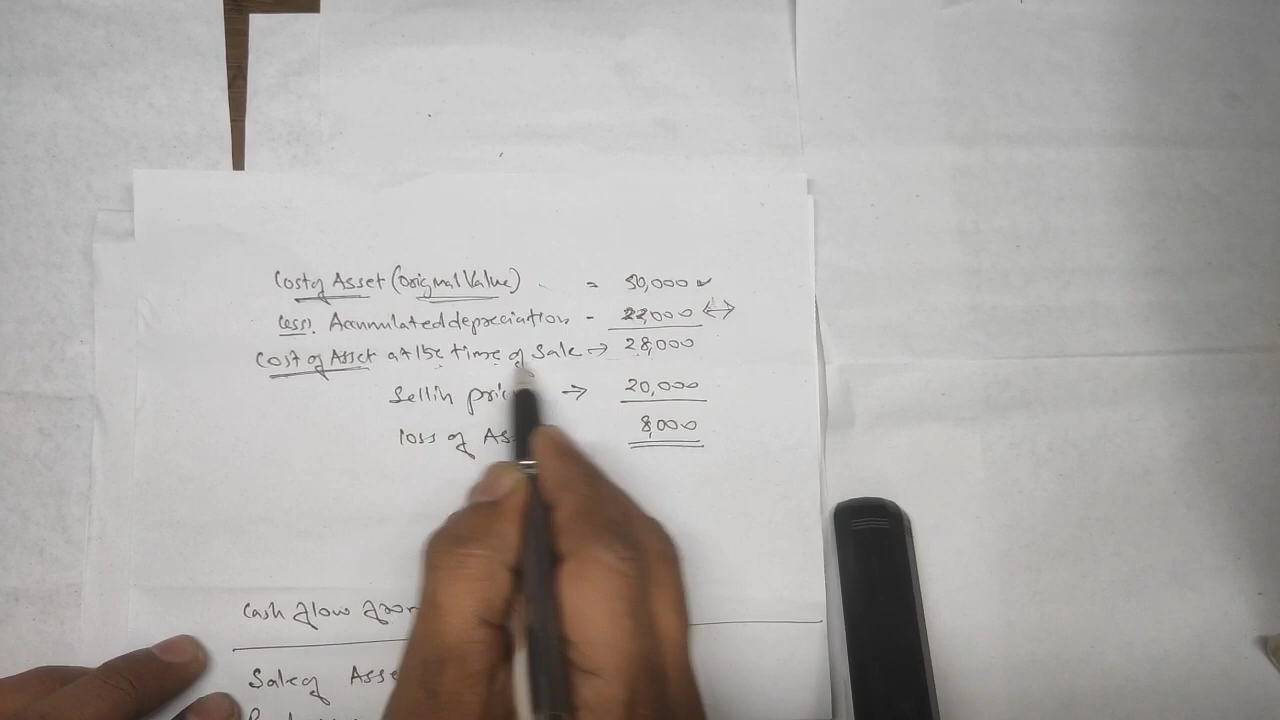 Cost of Asset (Original Value) = 50,000
Less: Accumulated depreciation - 22,000
Cost of Asset at the time of Sale → 28,000
Sellin → 20,000
loss of 8,000
Cash flow
Sale of